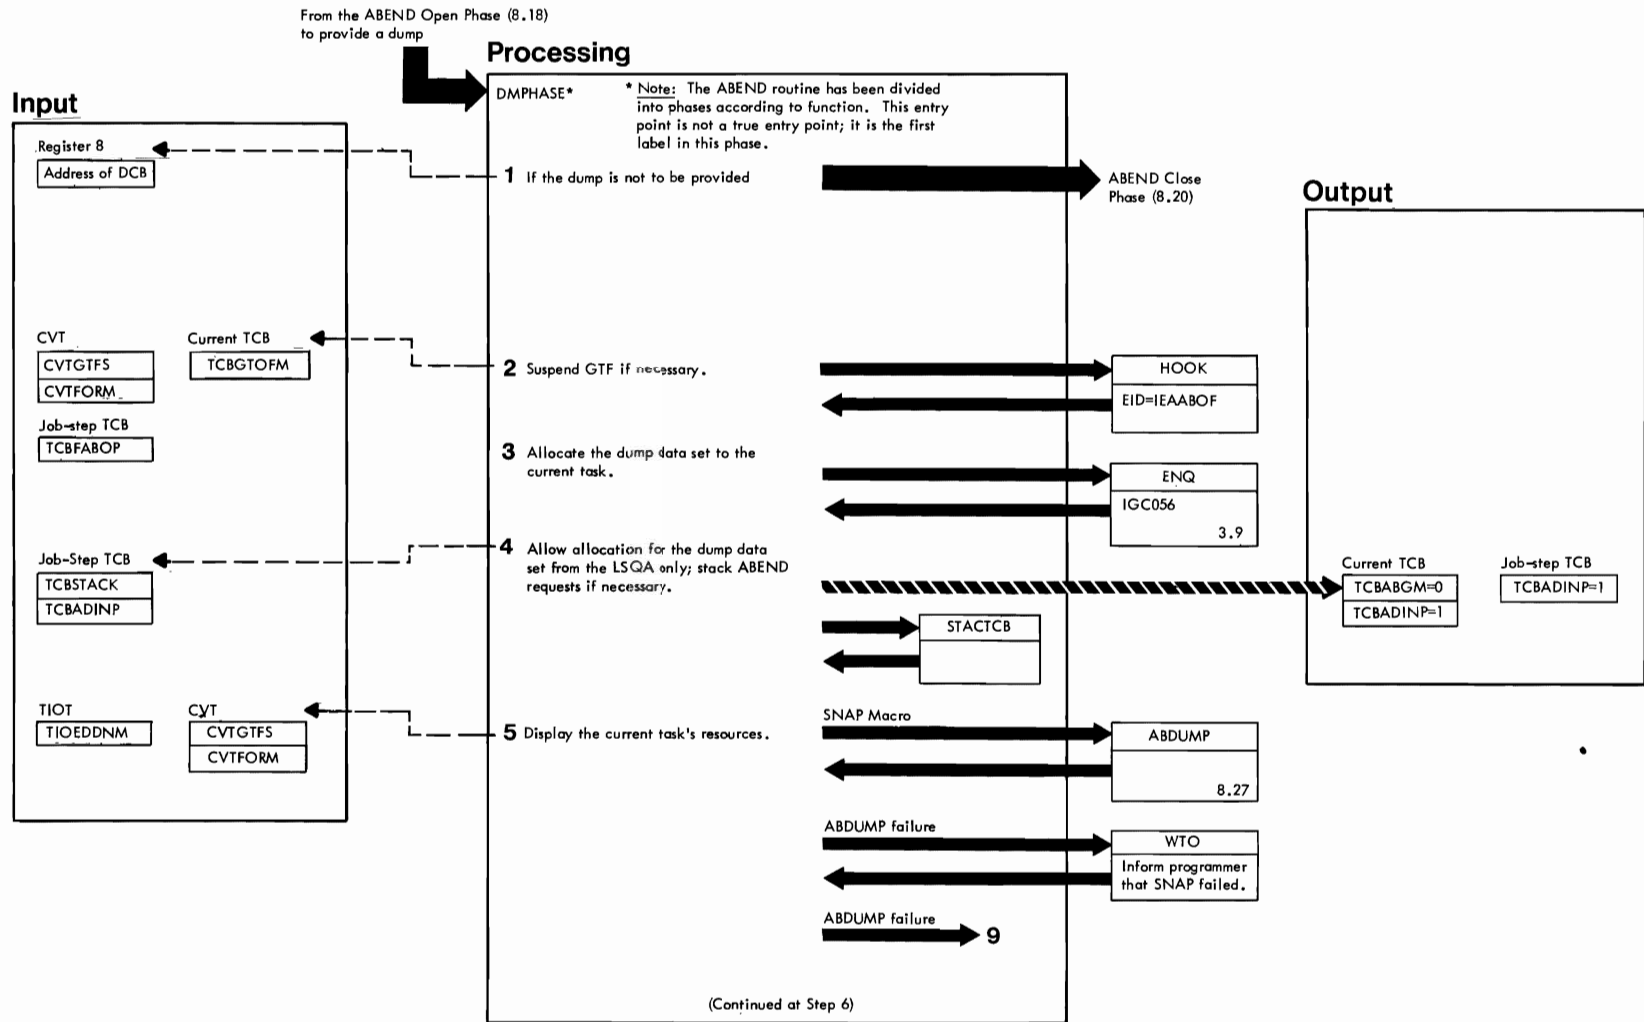 From the ABEND Open Phase (8.18)
to provide a dump
Processing
Input
DMPHASE*
* Note: The ABEND routine has been divided
into phases according to function. This entry
point is not a true entry point; it is the first
label in this phase.
Register 8
Address of DCB
1 If the dump is not to be provided
ABEND Close
Phase (8.20)
Output
CVT
CVTGTFS
CVTFORM
Current TCB
TCBGTOFM
Job-step TCB
TCBFABOP
2 Suspend GTF if necessary.
HOOK
EID=IEAABOF
3 Allocate the dump data set to the
current task.
ENQ
IGC056
3.9
Job-Step TCB
TCBSTACK
TCBADINP
4 Allow allocation for the dump data
set from the LSQA only; stack ABEND
requests if necessary.
STACTCB
Current TCB
TCBABGM=0
TCBADINP=1
Job-step TCB
TCBADINP=1
TIOT
TIOEDDNM
CVT
CVTGTFS
CVTFORM
5 Display the current task's resources.
SNAP Macro
ABDUMP
8.27
ABDUMP failure
WTO
Inform programmer
that SNAP failed.
ABDUMP failure
9
(Continued at Step 6)